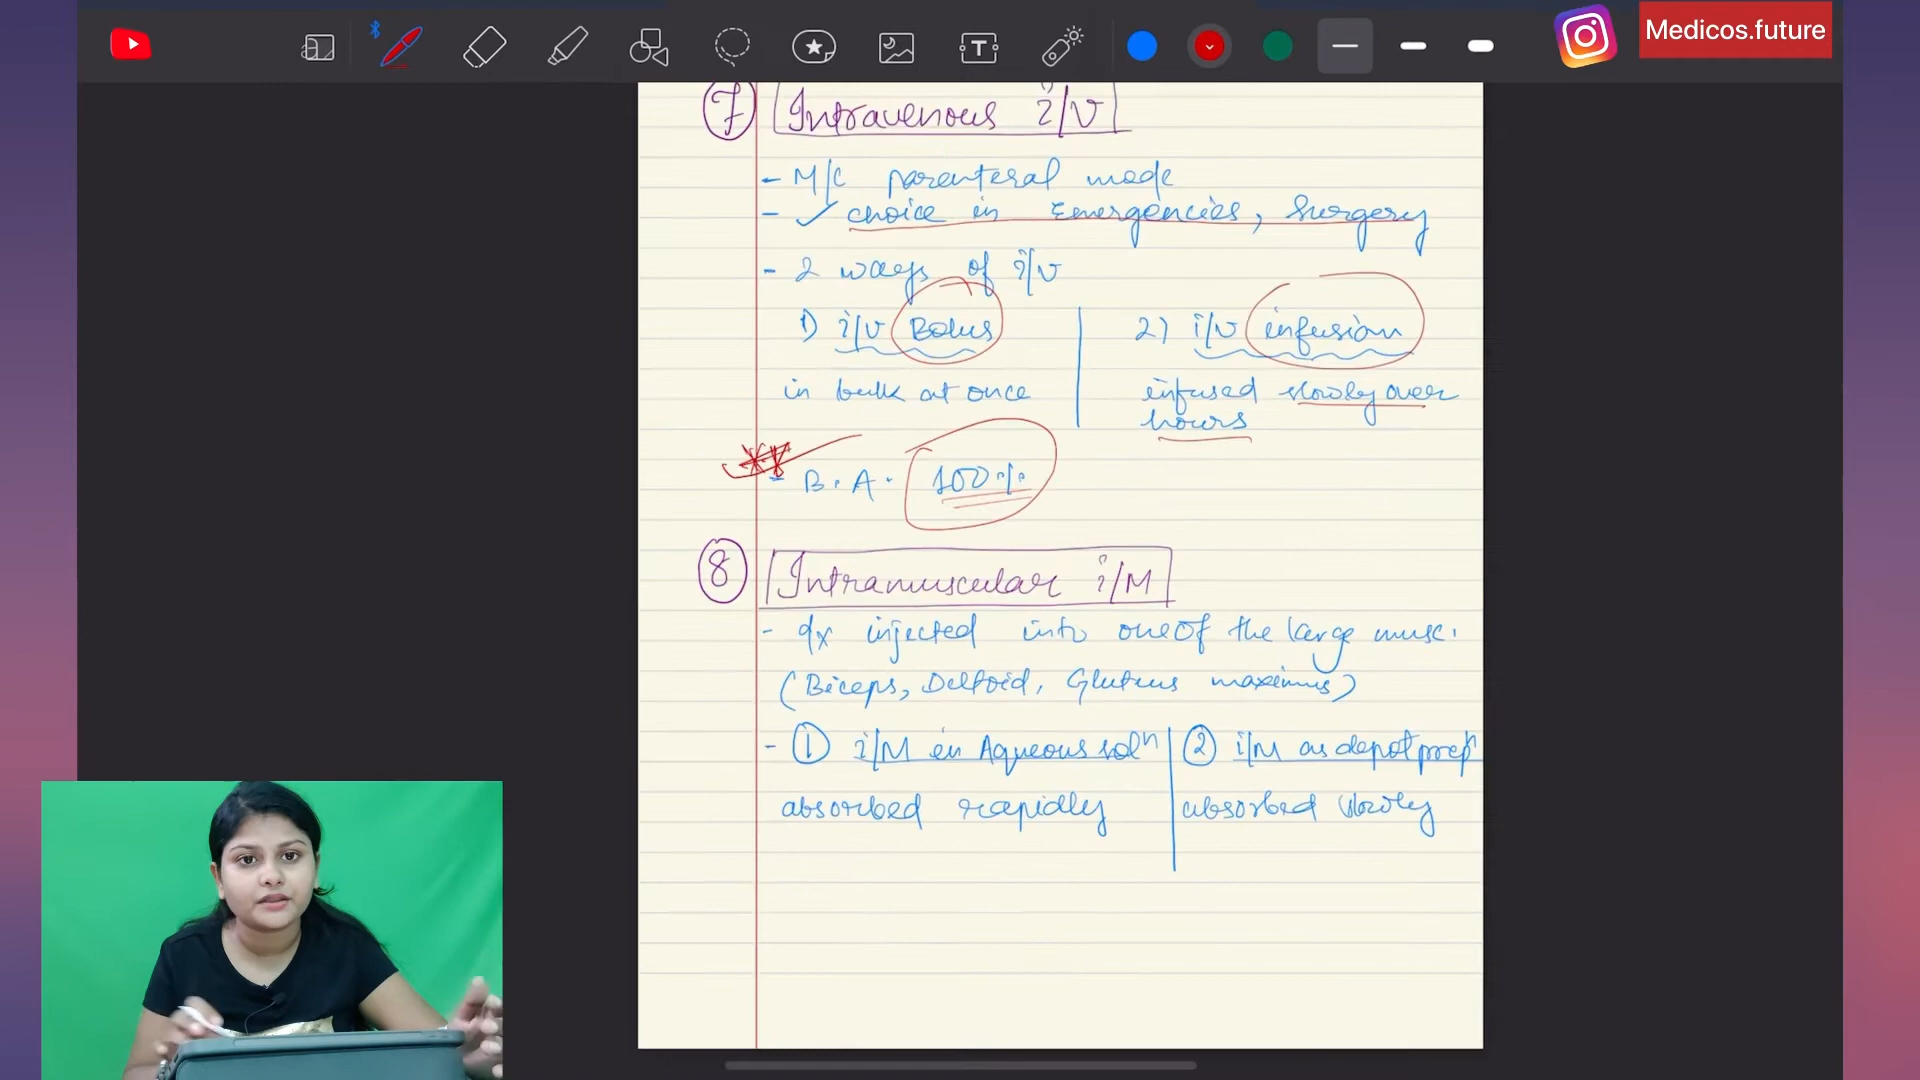 Medicos.future
T
7 Intravenous i/v
- M/C parenteral mode
- ✓ choice in Emergencies, Surgery
- 2 ways of i/v
1) i/v Bolus
in bulk at once
2) i/v infusion
infused slowly over
hours
** - B.A. 100%
8 Intramuscular i/M
- dx injected into one of the large musc.
(Biceps, Deltoid, Gluteus maximus)
- 1 i/M in Aqueous solⁿ
absorbed rapidly
2 i/M as depot prepⁿ
absorbed slowly